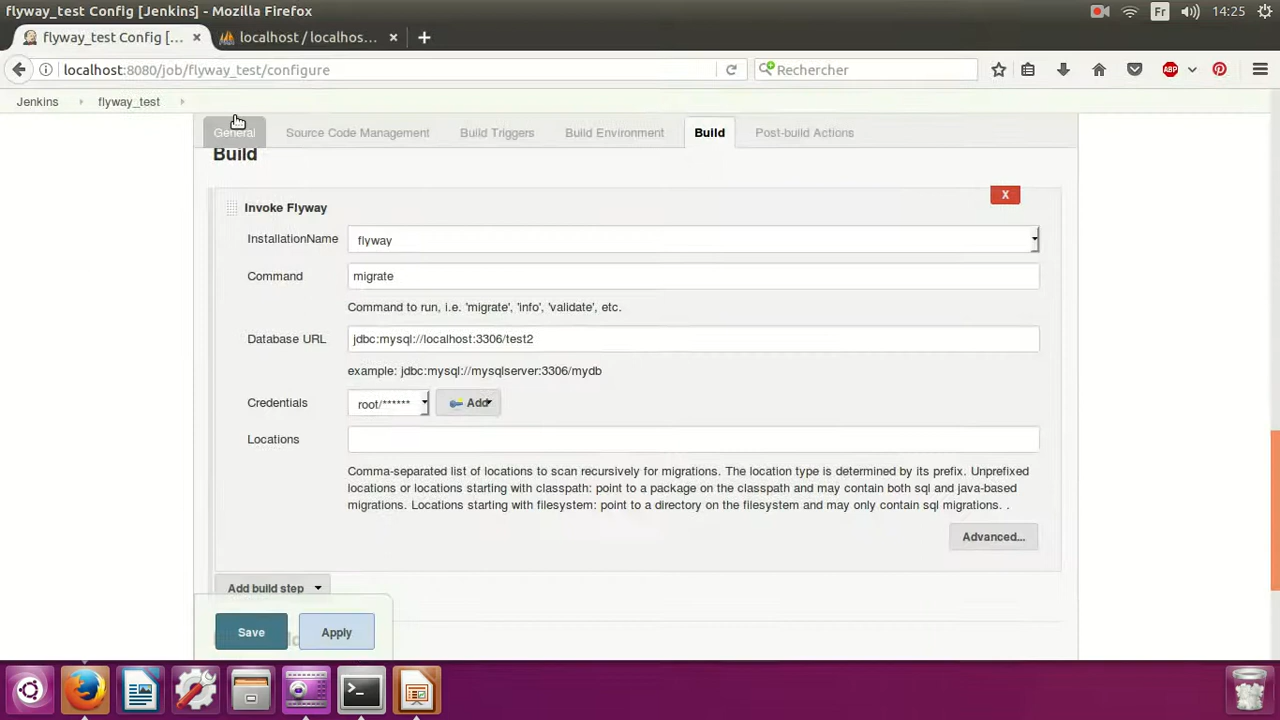 flyway_test Config [Jenkins] - Mozilla Firefox
Fr
14:25
flyway_test Config [...
localhost / localhos...
localhost:8080/job/flyway_test/configure
Rechercher
ABP
Jenkins
flyway_test
General
Source Code Management
Build Triggers
Build Environment
Build
Post-build Actions
Build
Invoke Flyway
X
InstallationName
flyway
Command
migrate
Command to run, i.e. 'migrate', 'info', 'validate', etc.
Database URL
jdbc:mysql://localhost:3306/test2
example: jdbc:mysql://mysqlserver:3306/mydb
Credentials
root/******
Add
Locations
Comma-separated list of locations to scan recursively for migrations. The location type is determined by its prefix. Unprefixed
locations or locations starting with classpath: point to a package on the classpath and may contain both sql and java-based
migrations. Locations starting with filesystem: point to a directory on the filesystem and may only contain sql migrations. .
Advanced...
Add build step
Save
Apply